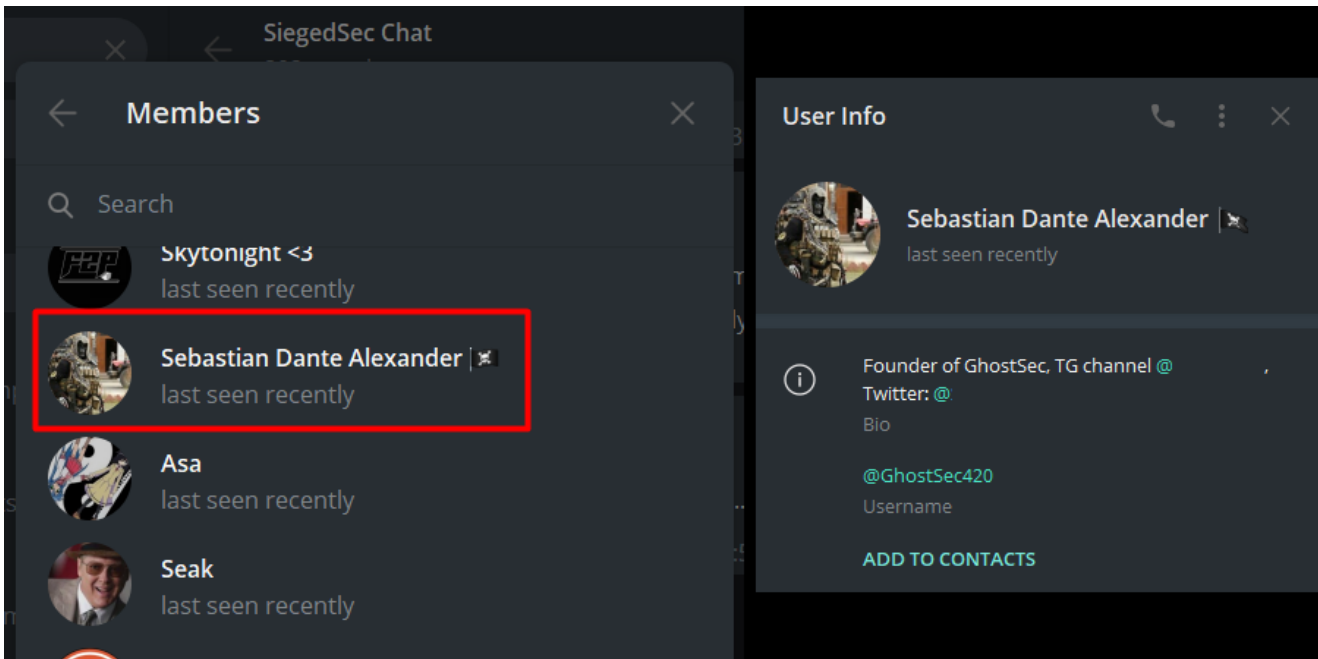 SiegedSec Chat
Members
Search
Skytonight <3
last seen recently
Sebastian Dante Alexander
last seen recently
Asa
last seen recently
Seak
last seen recently
User Info
Sebastian Dante Alexander
last seen recently
Founder of GhostSec, TG channel @ ,
Twitter: @
Bio
@GhostSec420
Username
ADD TO CONTACTS